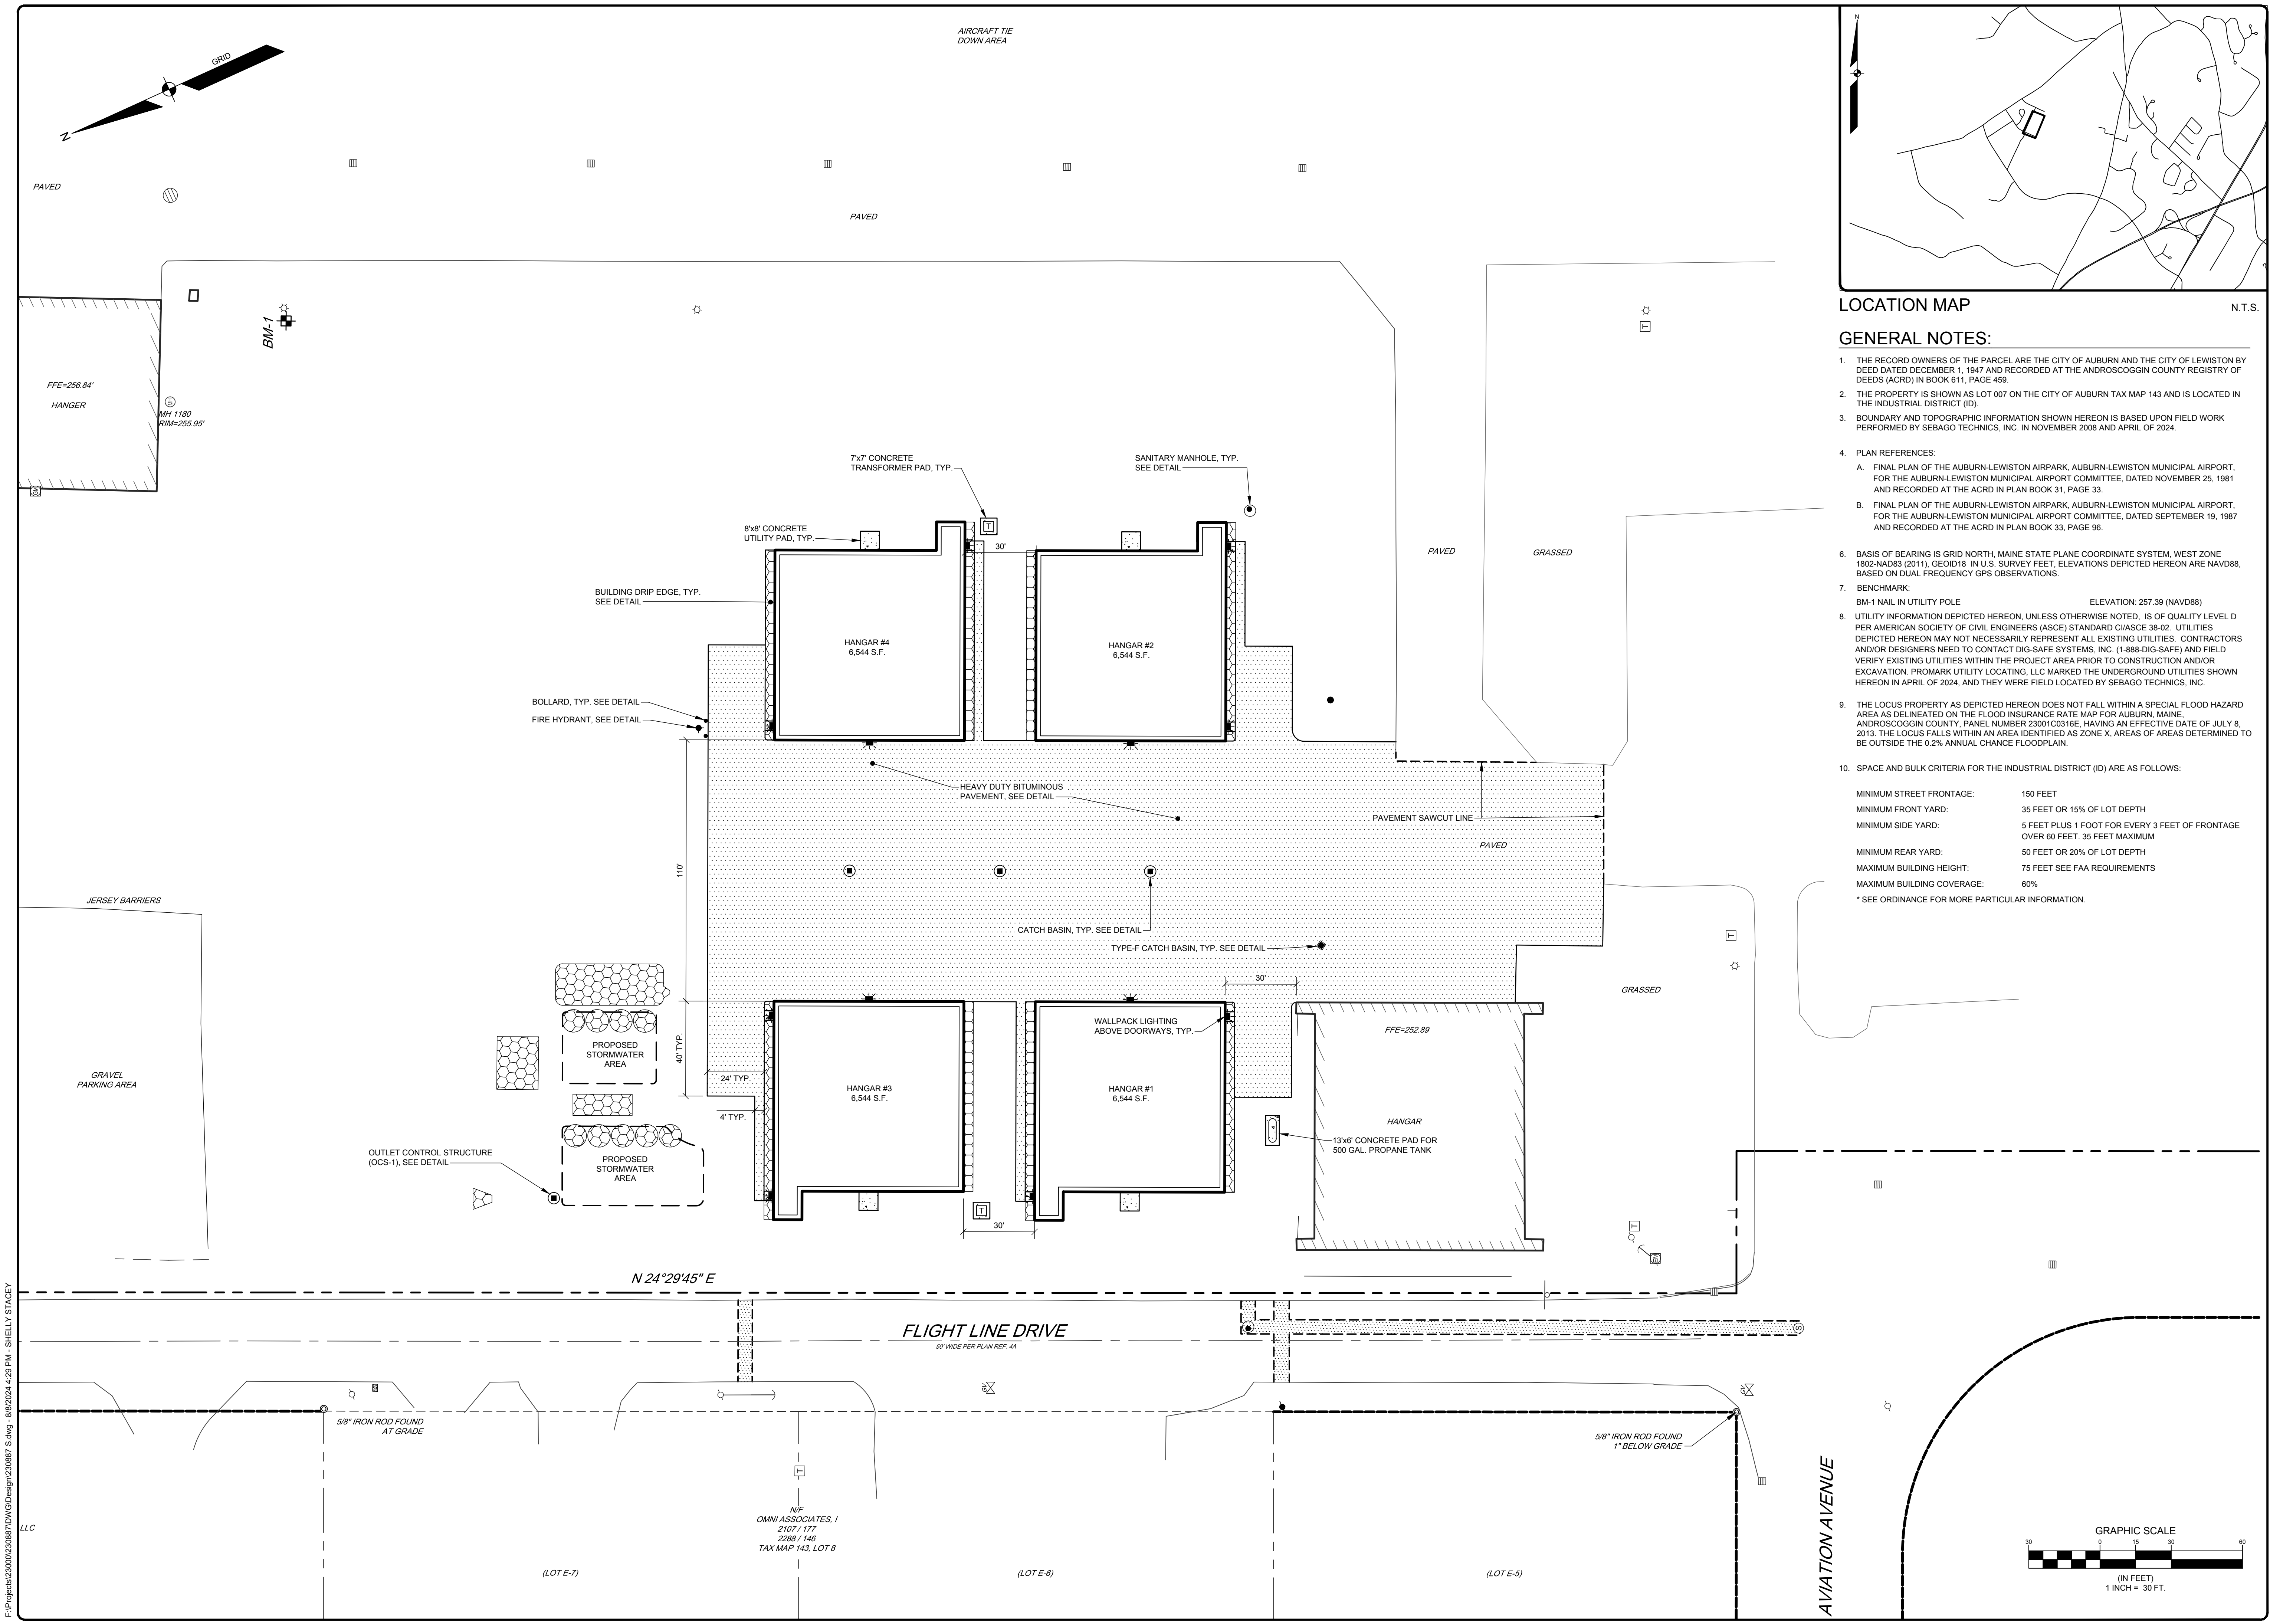 AIRCRAFT TIE
DOWN AREA
GRID
N
N
PAVED
PAVED
LOCATION MAP
N.T.S.
GENERAL NOTES:
1. THE RECORD OWNERS OF THE PARCEL ARE THE CITY OF AUBURN AND THE CITY OF LEWISTON BY
DEED DATED DECEMBER 1, 1947 AND RECORDED AT THE ANDROSCOGGIN COUNTY REGISTRY OF
DEEDS (ACRD) IN BOOK 611, PAGE 459.
2. THE PROPERTY IS SHOWN AS LOT 007 ON THE CITY OF AUBURN TAX MAP 143 AND IS LOCATED IN
THE INDUSTRIAL DISTRICT (ID).
3. BOUNDARY AND TOPOGRAPHIC INFORMATION SHOWN HEREON IS BASED UPON FIELD WORK
PERFORMED BY SEBAGO TECHNICS, INC. IN NOVEMBER 2008 AND APRIL OF 2024.
4. PLAN REFERENCES:
A. FINAL PLAN OF THE AUBURN-LEWISTON AIRPARK, AUBURN-LEWISTON MUNICIPAL AIRPORT,
FOR THE AUBURN-LEWISTON MUNICIPAL AIRPORT COMMITTEE, DATED NOVEMBER 25, 1981
AND RECORDED AT THE ACRD IN PLAN BOOK 31, PAGE 33.
B. FINAL PLAN OF THE AUBURN-LEWISTON AIRPARK, AUBURN-LEWISTON MUNICIPAL AIRPORT,
FOR THE AUBURN-LEWISTON MUNICIPAL AIRPORT COMMITTEE, DATED SEPTEMBER 19, 1987
AND RECORDED AT THE ACRD IN PLAN BOOK 33, PAGE 96.
6. BASIS OF BEARING IS GRID NORTH, MAINE STATE PLANE COORDINATE SYSTEM, WEST ZONE
1802-NAD83 (2011), GEOID18 IN U.S. SURVEY FEET, ELEVATIONS DEPICTED HEREON ARE NAVD88,
BASED ON DUAL FREQUENCY GPS OBSERVATIONS.
7. BENCHMARK:
BM-1 NAIL IN UTILITY POLE ELEVATION: 257.39 (NAVD88)
8. UTILITY INFORMATION DEPICTED HEREON, UNLESS OTHERWISE NOTED, IS OF QUALITY LEVEL D
PER AMERICAN SOCIETY OF CIVIL ENGINEERS (ASCE) STANDARD CI/ASCE 38-02. UTILITIES
DEPICTED HEREON MAY NOT NECESSARILY REPRESENT ALL EXISTING UTILITIES. CONTRACTORS
AND/OR DESIGNERS NEED TO CONTACT DIG-SAFE SYSTEMS, INC. (1-888-DIG-SAFE) AND FIELD
VERIFY EXISTING UTILITIES WITHIN THE PROJECT AREA PRIOR TO CONSTRUCTION AND/OR
EXCAVATION. PROMARK UTILITY LOCATING, LLC MARKED THE UNDERGROUND UTILITIES SHOWN
HEREON IN APRIL OF 2024, AND THEY WERE FIELD LOCATED BY SEBAGO TECHNICS, INC.
9. THE LOCUS PROPERTY AS DEPICTED HEREON DOES NOT FALL WITHIN A SPECIAL FLOOD HAZARD
AREA AS DELINEATED ON THE FLOOD INSURANCE RATE MAP FOR AUBURN, MAINE,
ANDROSCOGGIN COUNTY, PANEL NUMBER 23001C0316E, HAVING AN EFFECTIVE DATE OF JULY 8,
2013. THE LOCUS FALLS WITHIN AN AREA IDENTIFIED AS ZONE X, AREAS OF AREAS DETERMINED TO
BE OUTSIDE THE 0.2% ANNUAL CHANCE FLOODPLAIN.
10. SPACE AND BULK CRITERIA FOR THE INDUSTRIAL DISTRICT (ID) ARE AS FOLLOWS:
MINIMUM STREET FRONTAGE: 150 FEET
MINIMUM FRONT YARD: 35 FEET OR 15% OF LOT DEPTH
MINIMUM SIDE YARD: 5 FEET PLUS 1 FOOT FOR EVERY 3 FEET OF FRONTAGE
OVER 60 FEET. 35 FEET MAXIMUM
MINIMUM REAR YARD: 50 FEET OR 20% OF LOT DEPTH
MAXIMUM BUILDING HEIGHT: 75 FEET SEE FAA REQUIREMENTS
MAXIMUM BUILDING COVERAGE: 60%
* SEE ORDINANCE FOR MORE PARTICULAR INFORMATION.
BM-1
FFE=256.84'
HANGER
MH 1180
RIM=255.95'
7'x7' CONCRETE
TRANSFORMER PAD, TYP.
SANITARY MANHOLE, TYP.
SEE DETAIL
8'x8' CONCRETE
UTILITY PAD, TYP.
T
T
30'
PAVED
GRASSED
BUILDING DRIP EDGE, TYP.
SEE DETAIL
HANGAR #4
6,544 S.F.
HANGAR #2
6,544 S.F.
BOLLARD, TYP. SEE DETAIL
FIRE HYDRANT, SEE DETAIL
HEAVY DUTY BITUMINOUS
PAVEMENT, SEE DETAIL
PAVEMENT SAWCUT LINE
PAVED
110'
JERSEY BARRIERS
CATCH BASIN, TYP. SEE DETAIL
TYPE-F CATCH BASIN, TYP. SEE DETAIL
T
30'
GRASSED
WALLPACK LIGHTING
ABOVE DOORWAYS, TYP.
FFE=252.89
PROPOSED
STORMWATER
AREA
40' TYP.
GRAVEL
PARKING AREA
24' TYP.
HANGAR #3
6,544 S.F.
HANGAR #1
6,544 S.F.
4' TYP.
HANGAR
13'x6' CONCRETE PAD FOR
500 GAL. PROPANE TANK
OUTLET CONTROL STRUCTURE
(OCS-1), SEE DETAIL
PROPOSED
STORMWATER
AREA
T
T
30'
N 24°29'45" E
FLIGHT LINE DRIVE
50' WIDE PER PLAN REF. 4A
S
5/8" IRON ROD FOUND
AT GRADE
5/8" IRON ROD FOUND
1" BELOW GRADE
T
AVIATION AVENUE
N/F
OMNI ASSOCIATES, I
2107 / 177
2288 / 146
TAX MAP 143, LOT 8
LLC
(LOT E-7)
(LOT E-6)
(LOT E-5)
GRAPHIC SCALE
30 0 15 30 60
(IN FEET)
1 INCH = 30 FT.
F:\Projects\23000\230887\DWG\Design\230887 S.dwg - 8/8/2024 4:29 PM - SHELLY STACEY